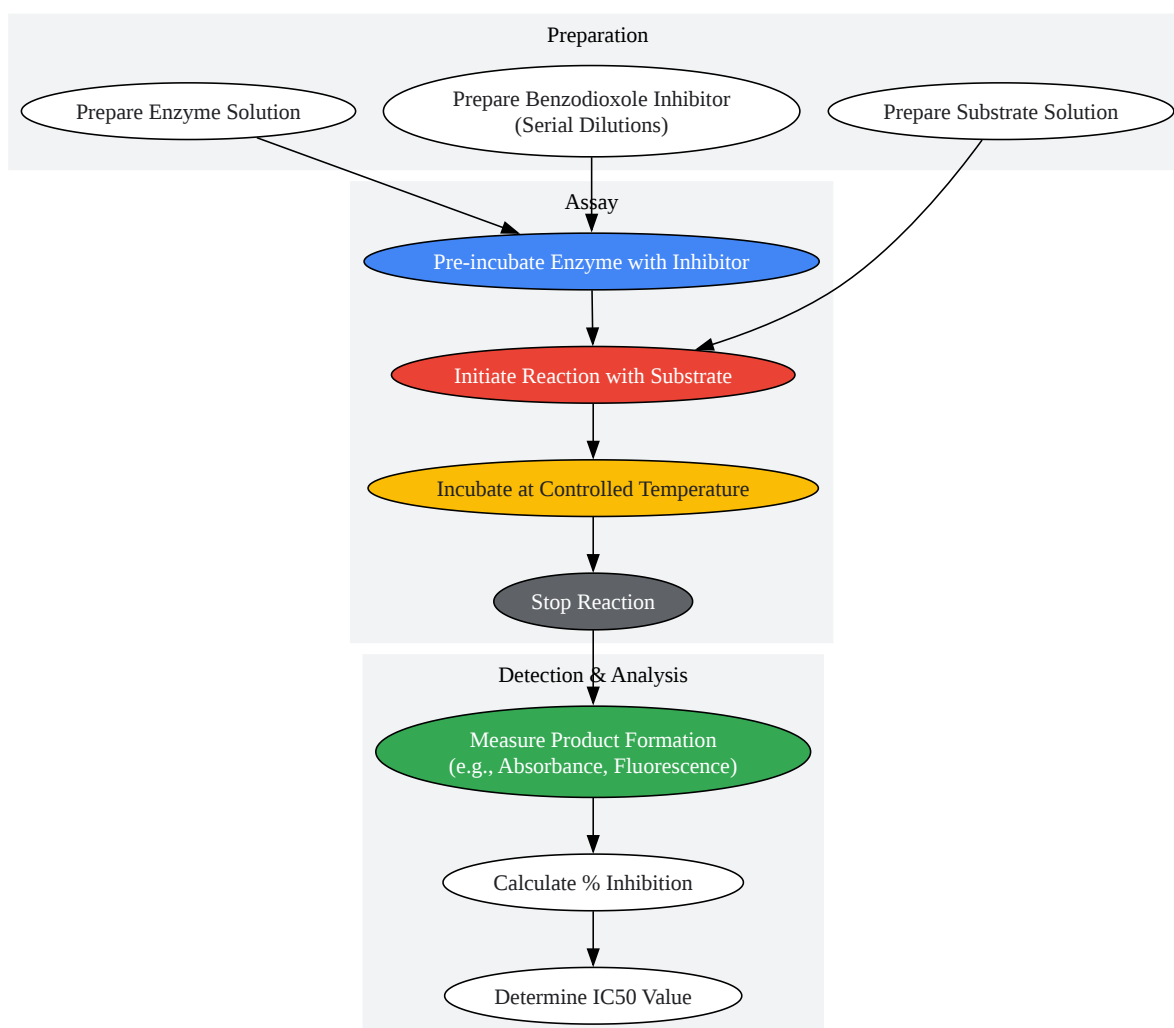 Preparation
Prepare Enzyme Solution
Prepare Benzodioxole Inhibitor
(Serial Dilutions)
Prepare Substrate Solution
Assay
Pre-incubate Enzyme with Inhibitor
Initiate Reaction with Substrate
Incubate at Controlled Temperature
Stop Reaction
Detection & Analysis
Measure Product Formation
(e.g., Absorbance, Fluorescence)
Calculate % Inhibition
Determine IC50 Value